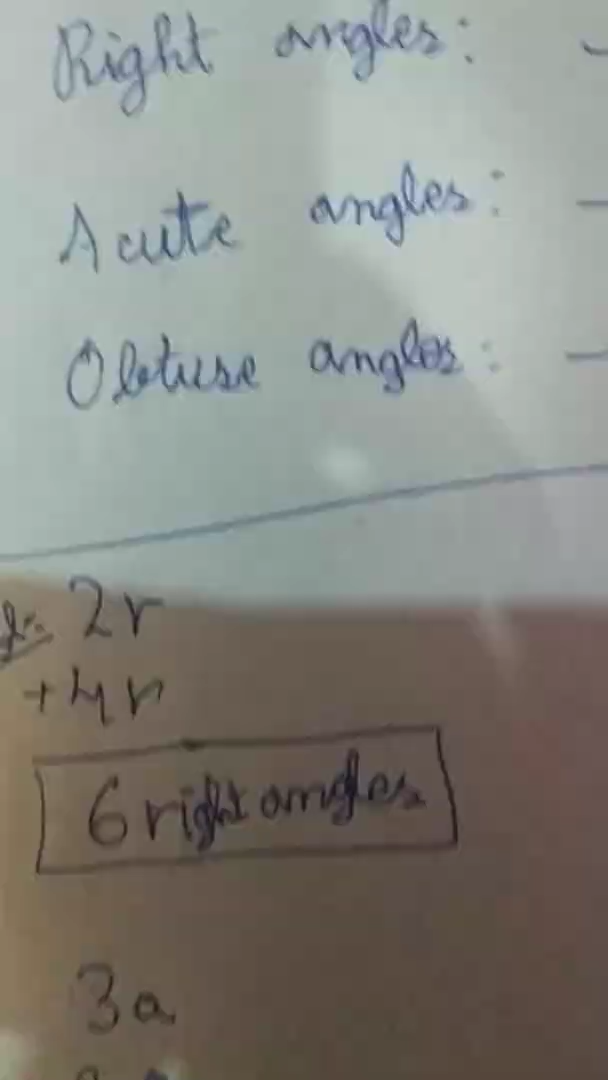 Right angles: -
Acute angles: -
Obtuse angles: -
2r
+4r
6 right angles
3a